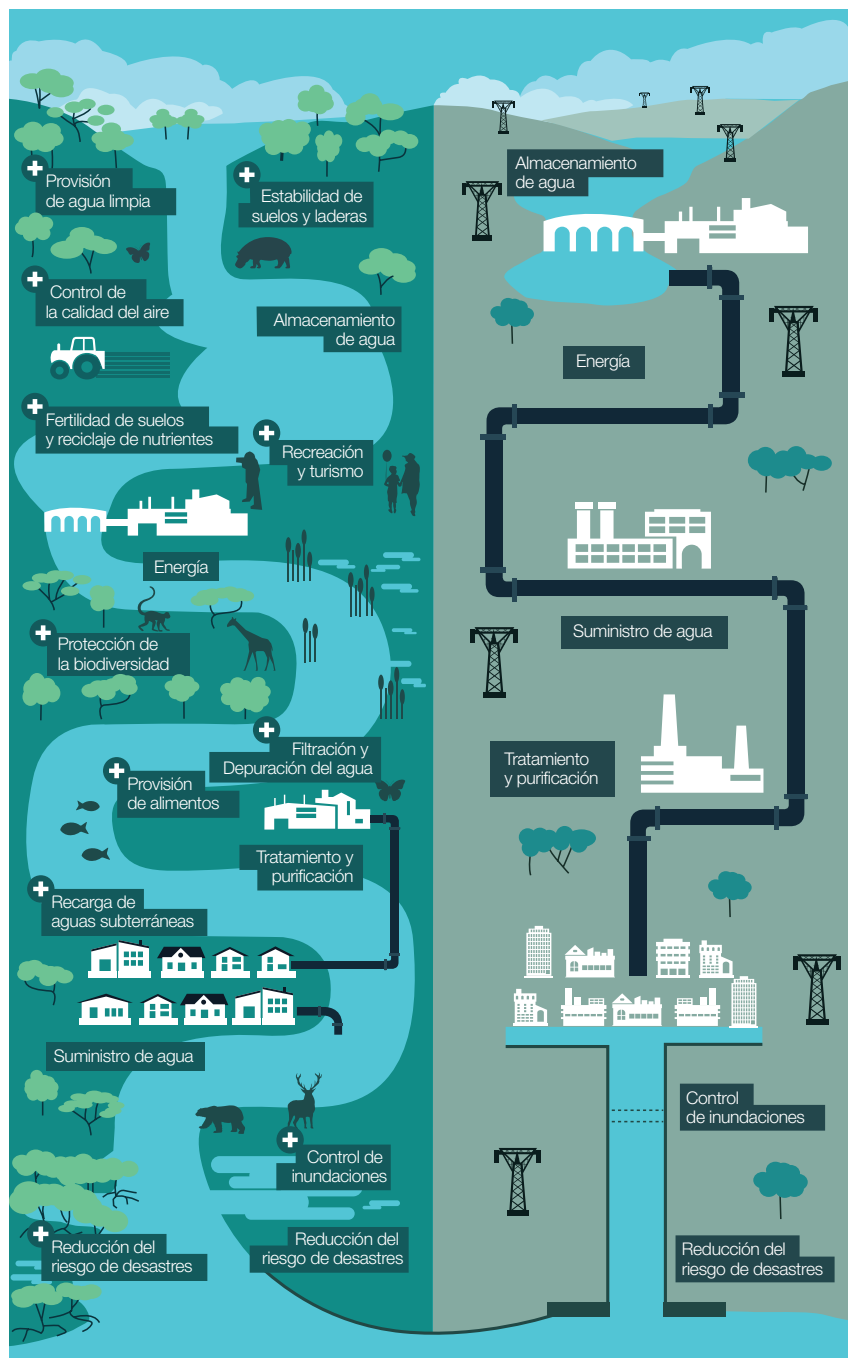 Provisión
de agua limpia
Estabilidad de
suelos y laderas
Control de
la calidad del aire
Almacenamiento
de agua
Fertilidad de suelos
y reciclaje de nutrientes
Recreación
y turismo
Energía
Protección de
la biodiversidad
Filtración y
Depuración del agua
Provisión
de alimentos
Tratamiento y
purificación
Recarga de
aguas subterráneas
Suministro de agua
Control de
inundaciones
Reducción del
riesgo de desastres
Reducción del
riesgo de desastres
Almacenamiento
de agua
Energía
Suministro de agua
Tratamiento
y purificación
Control
de inundaciones
Reducción del
riesgo de desastres